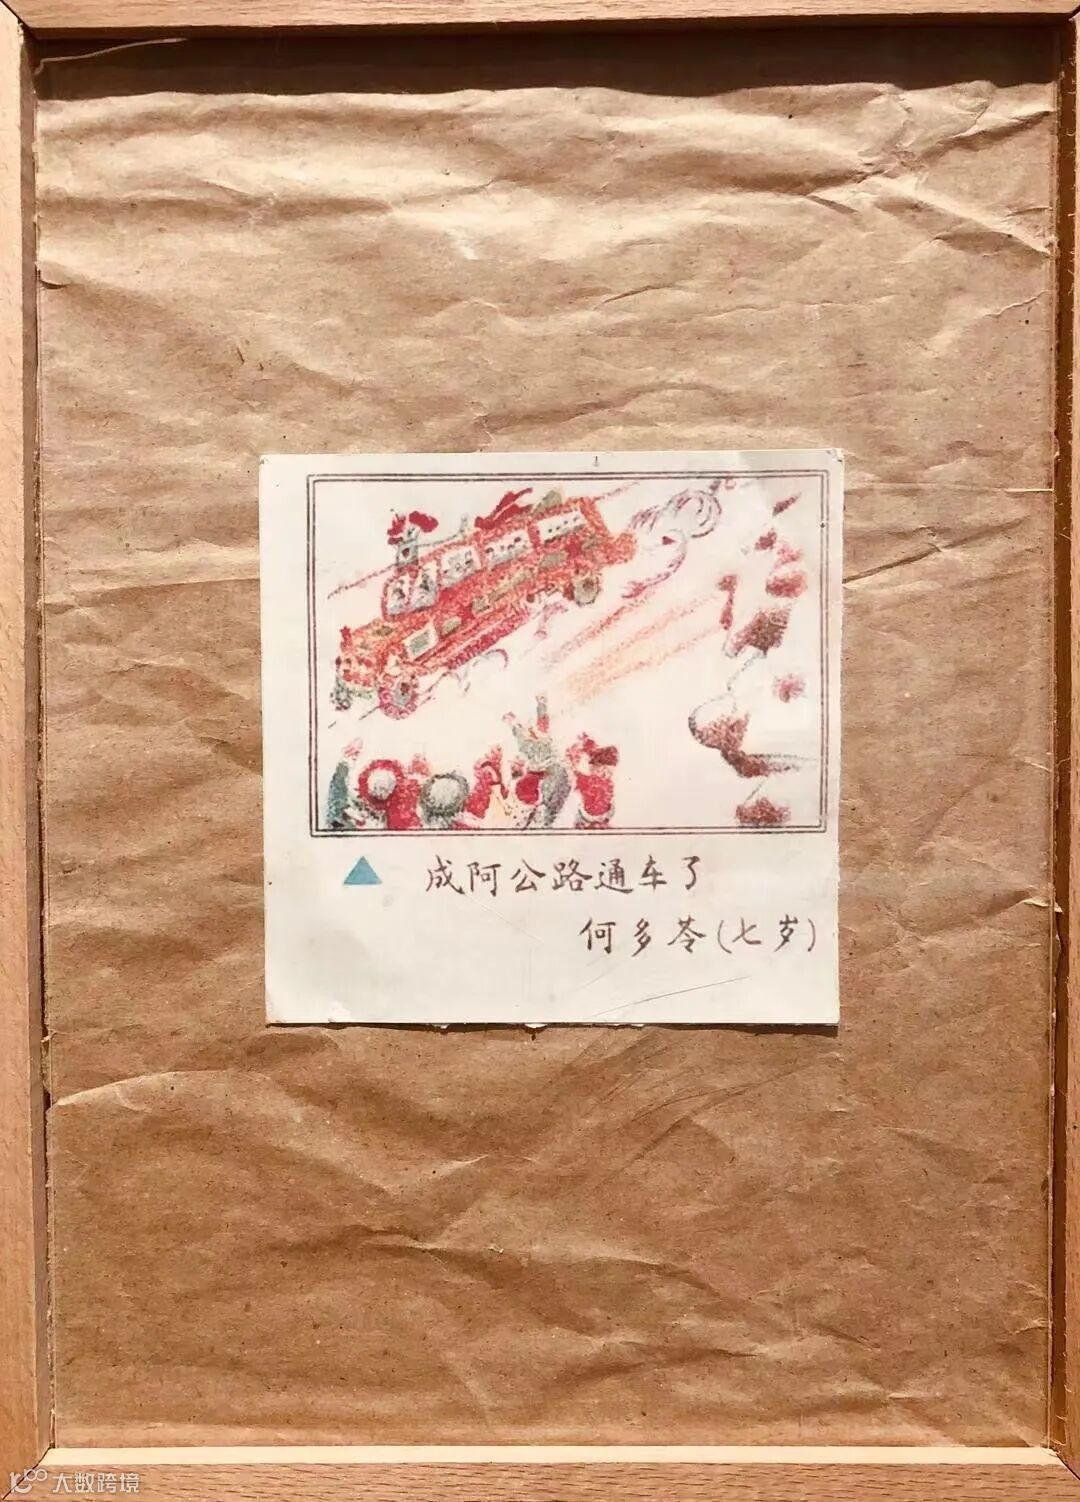 成阿公路通车了
何多苓(七岁)
大数跨境